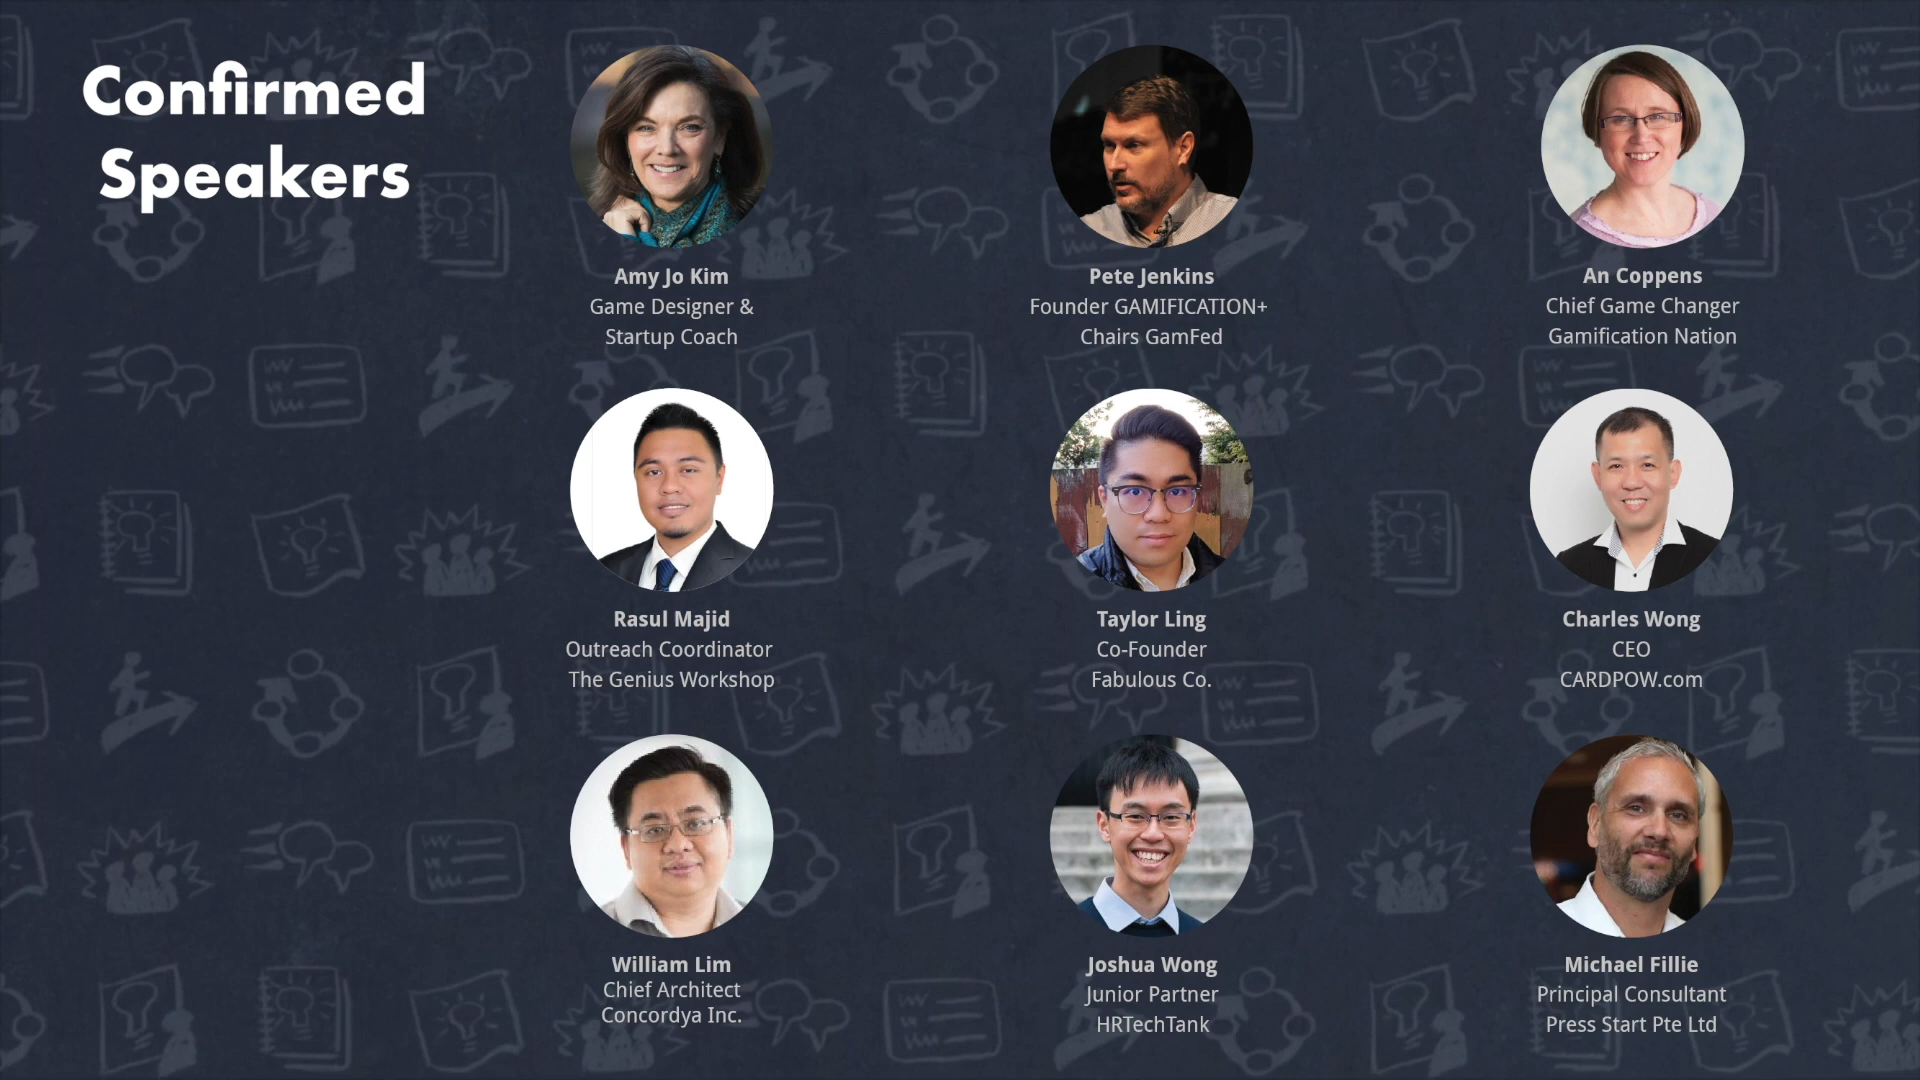 Confirmed
Speakers
Amy Jo Kim
Game Designer &
Startup Coach
Pete Jenkins
Founder GAMIFICATION+
Chairs GamFed
An Coppens
Chief Game Changer
Gamification Nation
Rasul Majid
Outreach Coordinator
The Genius Workshop
Taylor Ling
Co-Founder
Fabulous Co.
Charles Wong
CEO
CARDPOW.com
William Lim
Chief Architect
Concordya Inc.
Joshua Wong
Junior Partner
HRTechTank
Michael Fillie
Principal Consultant
Press Start Pte Ltd